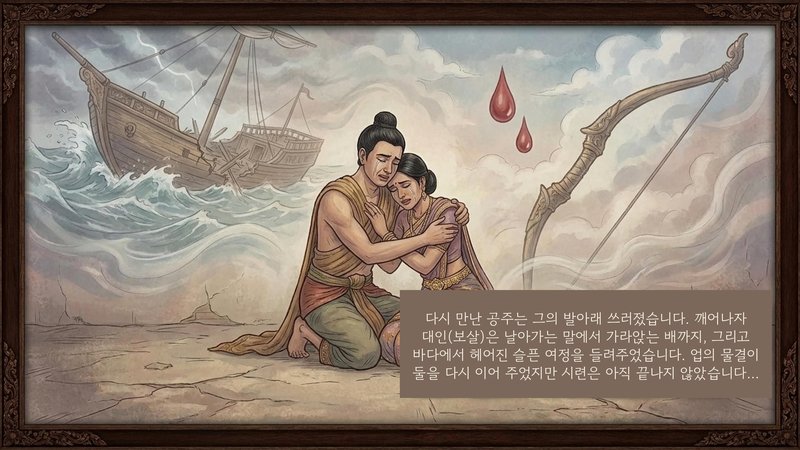 다시 만난 공주는 그의 발아래 쓰러졌습니다. 깨어나자
대인(보살)은 날아가는 말에서 가라앉는 배까지, 그리고
바다에서 헤어진 슬픈 여정을 들려주었습니다. 업의 물결이
둘을 다시 이어 주었지만 시련은 아직 끝나지 않았습니다...